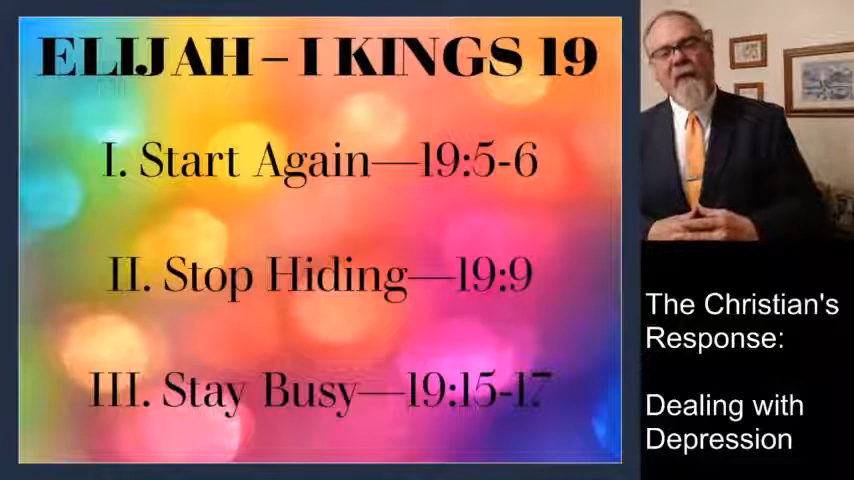 ELIJAH – I KINGS 19
I. Start Again—19:5-6
II. Stop Hiding—19:9
III. Stay Busy—19:15-17
The Christian's
Response:
Dealing with
Depression